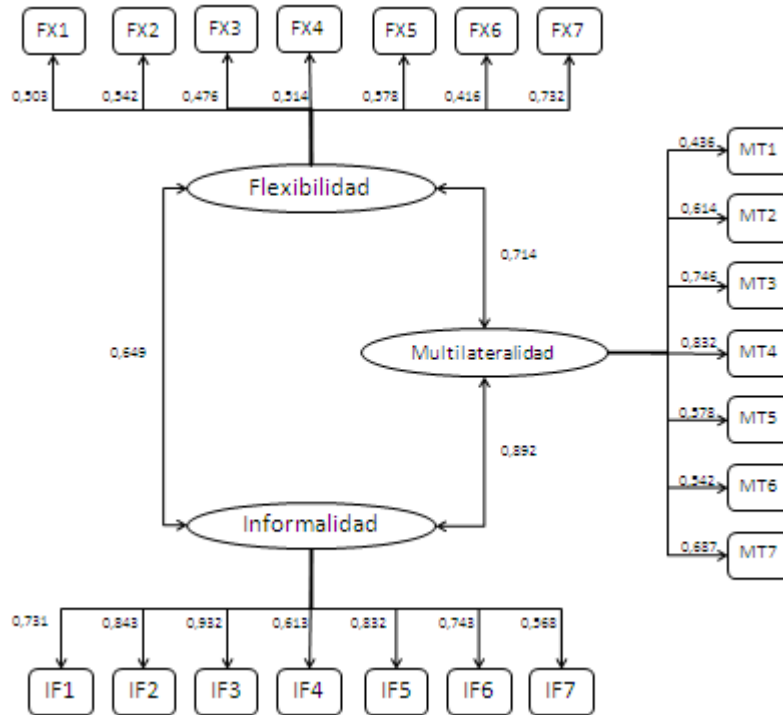 FX1 FX2 FX3 FX4 FX5 FX6 FX7
0,503 0,542 0,476 0,514 0,578 0,416 0,732
Flexibilidad
0,436 MT1
0,614 MT2
0,714
0,746 MT3
0,649
Multilateralidad
0,832 MT4
0,578 MT5
0,892
0,542 MT6
Informalidad
0,687 MT7
0,731 0,843 0,932 0,613 0,832 0,743 0,568
IF1 IF2 IF3 IF4 IF5 IF6 IF7